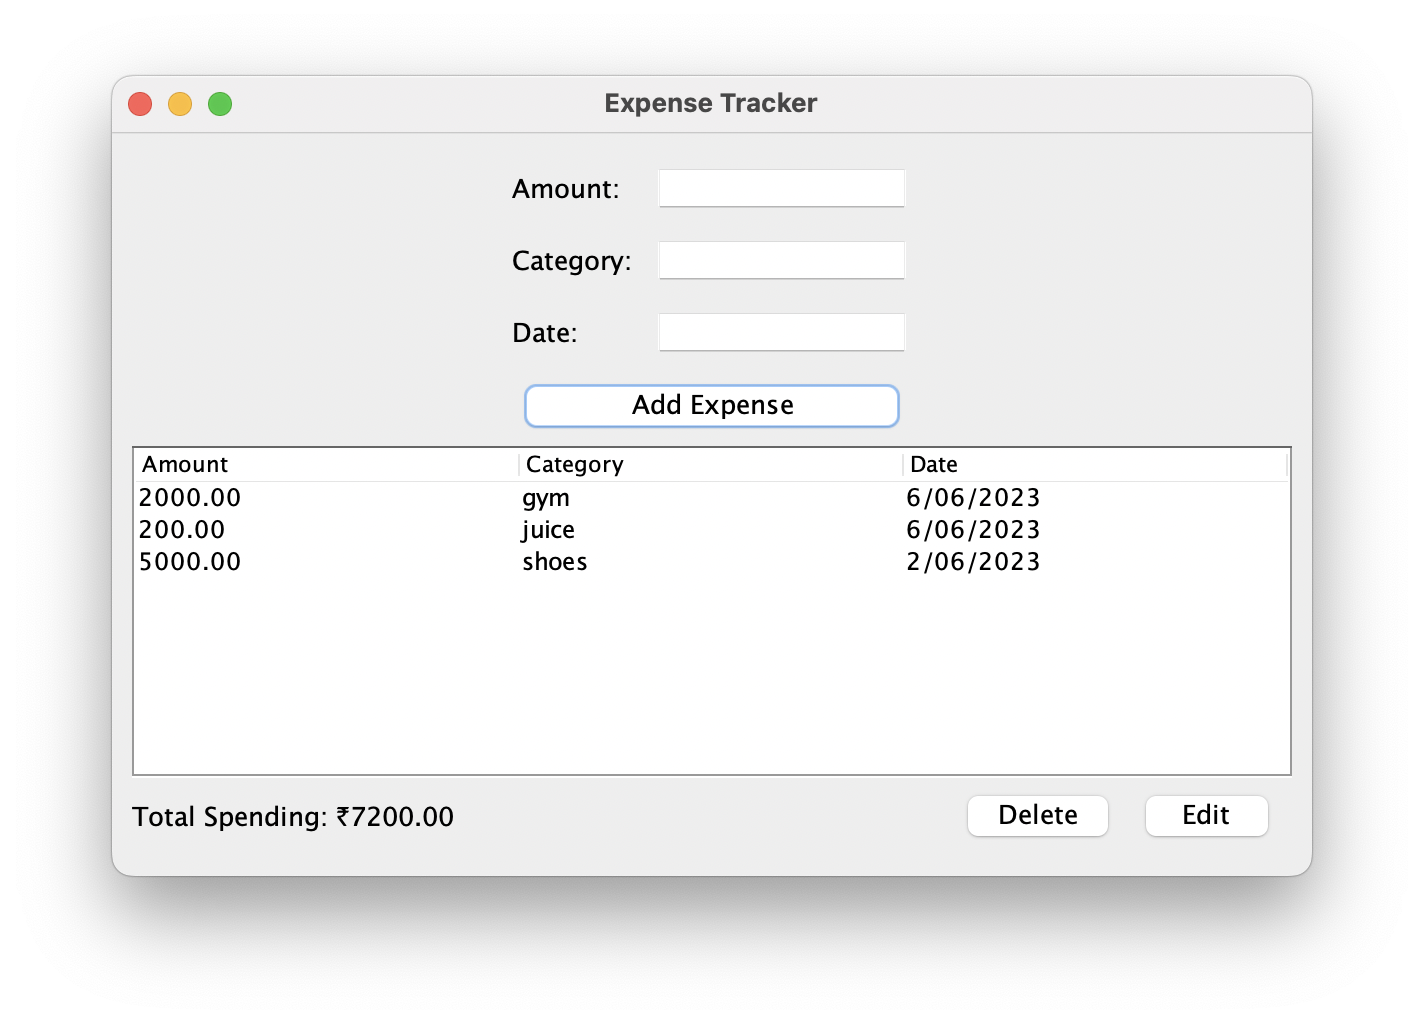 Expense Tracker
Amount:
Category:
Date:
Add Expense
Amount Category Date
2000.00 gym 6/06/2023
200.00 juice 6/06/2023
5000.00 shoes 2/06/2023
Total Spending: ₹7200.00 Delete Edit